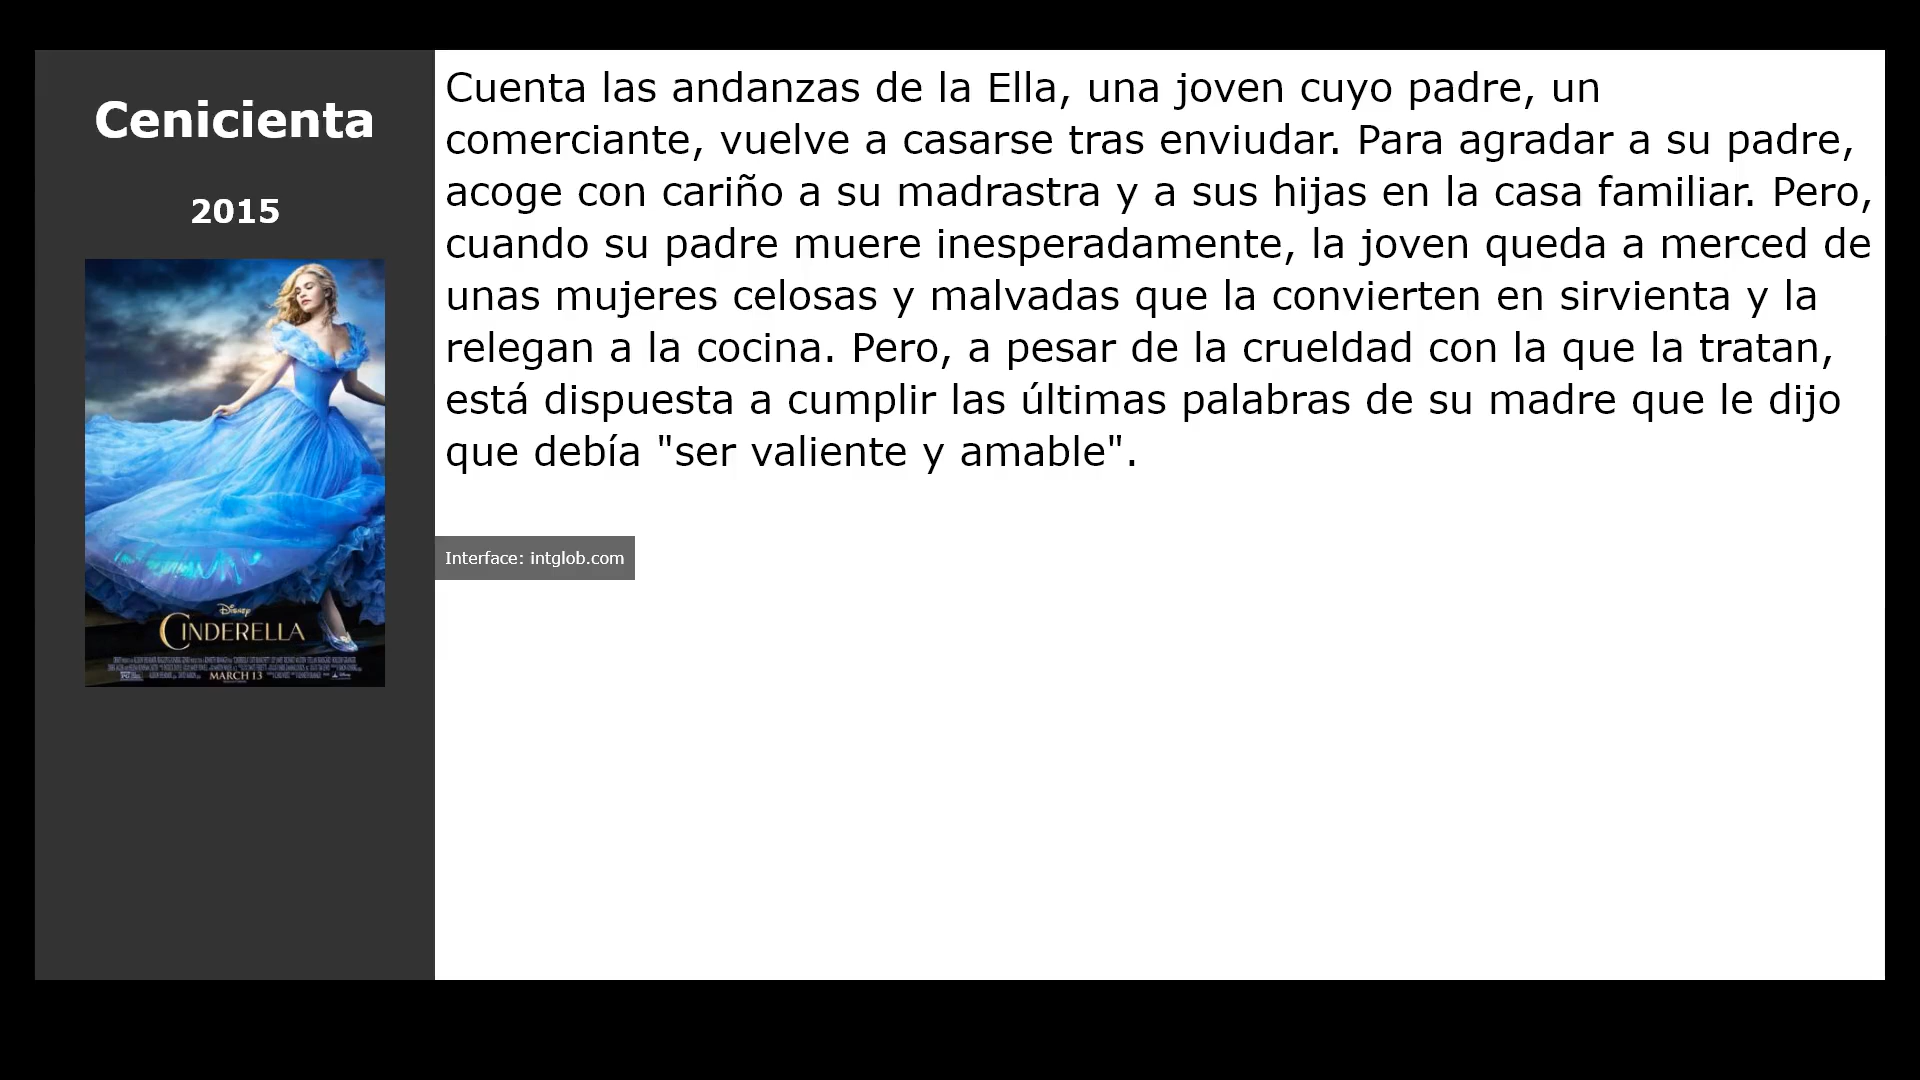 Cenicienta
2015
Disney
CINDERELLA
MARCH 13
Cuenta las andanzas de la Ella, una joven cuyo padre, un
comerciante, vuelve a casarse tras enviudar. Para agradar a su padre,
acoge con cariño a su madrastra y a sus hijas en la casa familiar. Pero,
cuando su padre muere inesperadamente, la joven queda a merced de
unas mujeres celosas y malvadas que la convierten en sirvienta y la
relegan a la cocina. Pero, a pesar de la crueldad con la que la tratan,
está dispuesta a cumplir las últimas palabras de su madre que le dijo
que debía "ser valiente y amable".
Interface: intglob.com